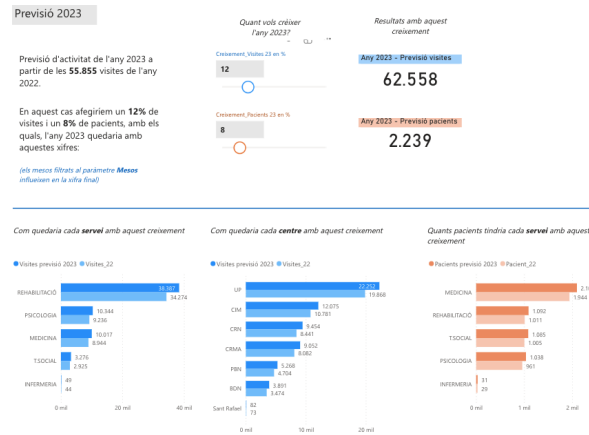 Previsió 2023
Quant vols créixer
l'any 2023?
Resultats amb aquest
creixement
Previsió d'activitat de l'any 2023 a
partir de les 55.855 visites de l'any
2022.
En aquest cas afegiríem un 12% de
visites i un 8% de pacients, amb els
quals, l'any 2023 quedaria amb
aquestes xifres:
(els mesos filtrats al paràmetre Mesos
influeixen en la xifra final)
Creixement_Visites 23 en %
12
Creixement_Pacients 23 en %
8
Any 2023 - Previsió visites
62.558
Any 2023 - Previsió pacients
2.239
Com quedaria cada servei amb aquest creixement
Visites previsió 2023 Visites_22
REHABILITACIÓ 38.387
34.274
PSICOLOGIA 10.344
9.236
MEDICINA 10.017
8.944
T.SOCIAL 3.276
2.925
INFERMERIA 49
44
0 mil 20 mil 40 mil
Com quedaria cada centre amb aquest creixement
Visites previsió 2023 Visites_22
UP 22.252
19.868
CIM 12.075
10.781
CRN 9.454
8.441
CRMA 9.052
8.082
PBN 5.268
4.704
BDN 3.891
3.474
Sant Rafael 82
73
0 mil 10 mil 20 mil
Quants pacients tindria cada servei amb aquest
creixement
Pacients previsió 2023 Pacient_22
MEDICINA
1.944
REHABILITACIÓ 1.092
1.011
T.SOCIAL 1.085
1.005
PSICOLOGIA 1.038
961
INFERMERIA 31
29
0 mil 1 mil 2 mil